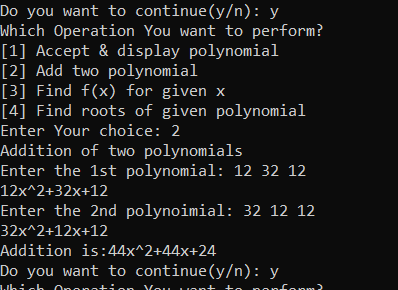 Do you want to continue(y/n): y
Which Operation You want to perform?
[1] Accept & display polynomial
[2] Add two polynomial
[3] Find f(x) for given x
[4] Find roots of given polynomial
Enter Your choice: 2
Addition of two polynomials
Enter the 1st polynomial: 12 32 12
12x^2+32x+12
Enter the 2nd polynoimial: 32 12 12
32x^2+12x+12
Addition is:44x^2+44x+24
Do you want to continue(y/n): y
Which Operation You want to perform?